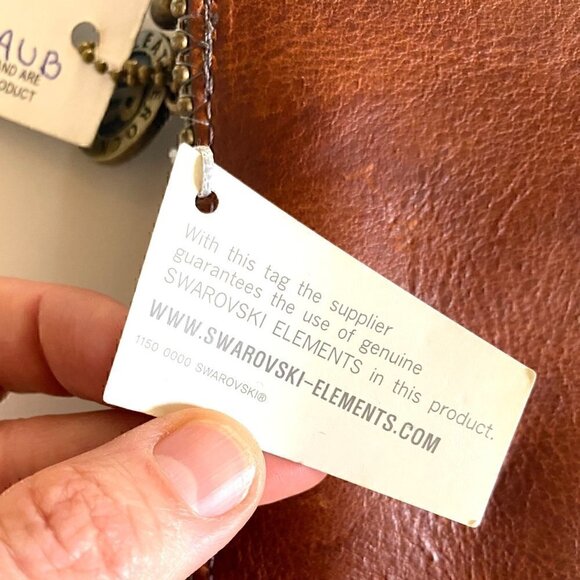 AUB
AND ARE
ODUCT
With this tag the supplier
guarantees the use of genuine
SWAROVSKI ELEMENTS in this product.
WWW.SWAROVSKI-ELEMENTS.COM
1150 0000 SWAROVSKI®